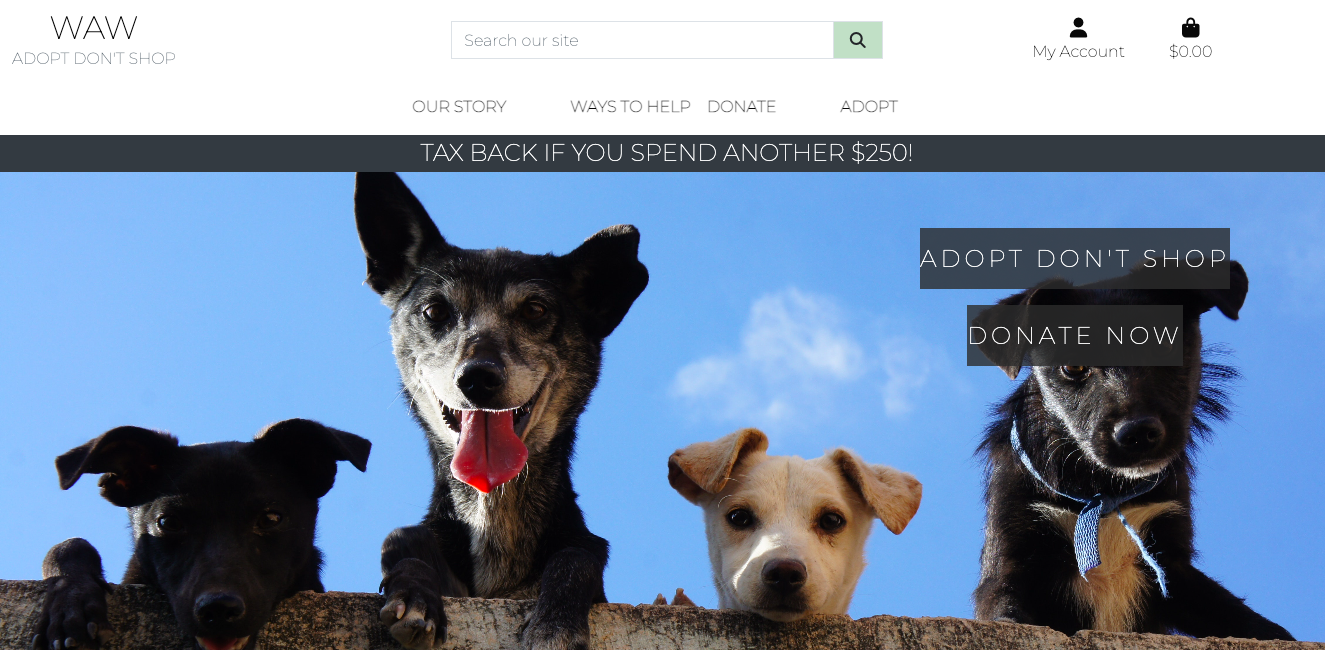 WAW
ADOPT DON'T SHOP
Search our site
My Account
$0.00
OUR STORY
WAYS TO HELP
DONATE
ADOPT
TAX BACK IF YOU SPEND ANOTHER $250!
ADOPT DON'T SHOP
DONATE NOW